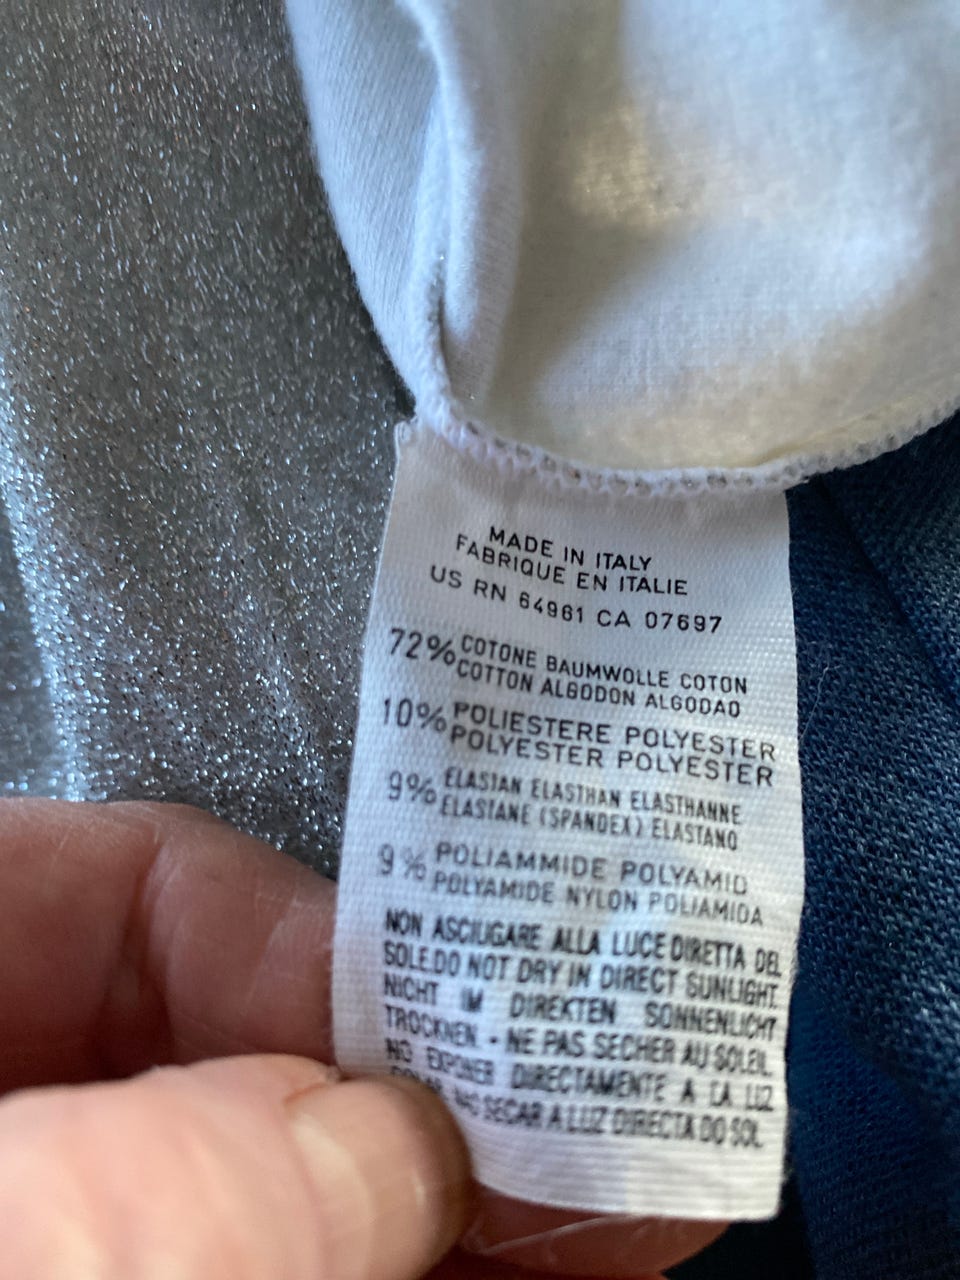 MADE IN ITALY
FABRIQUE EN ITALIE
US RN 64961 CA 07697
72% COTONE BAUMWOLLE COTON
COTTON ALGODON ALGODAO
10% POLIESTERE POLYESTER
POLYESTER POLYESTER
9% ELASTAN ELASTHAN ELASTHANNE
ELASTANE (SPANDEX) ELASTANO
9% POLIAMMIDE POLYAMID
POLYAMIDE NYLON POLIAMIDA
NON ASCIUGARE ALLA LUCE DIRETTA DEL
SOLE.DO NOT DRY IN DIRECT SUNLIGHT.
NICHT IM DIREKTEN SONNENLICHT
TROCKNEN. - NE PAS SECHER AU SOLEIL
NO EXPONER DIRECTAMENTE A LA LUZ
SECAR A LUZ DIRECTA DO SOL